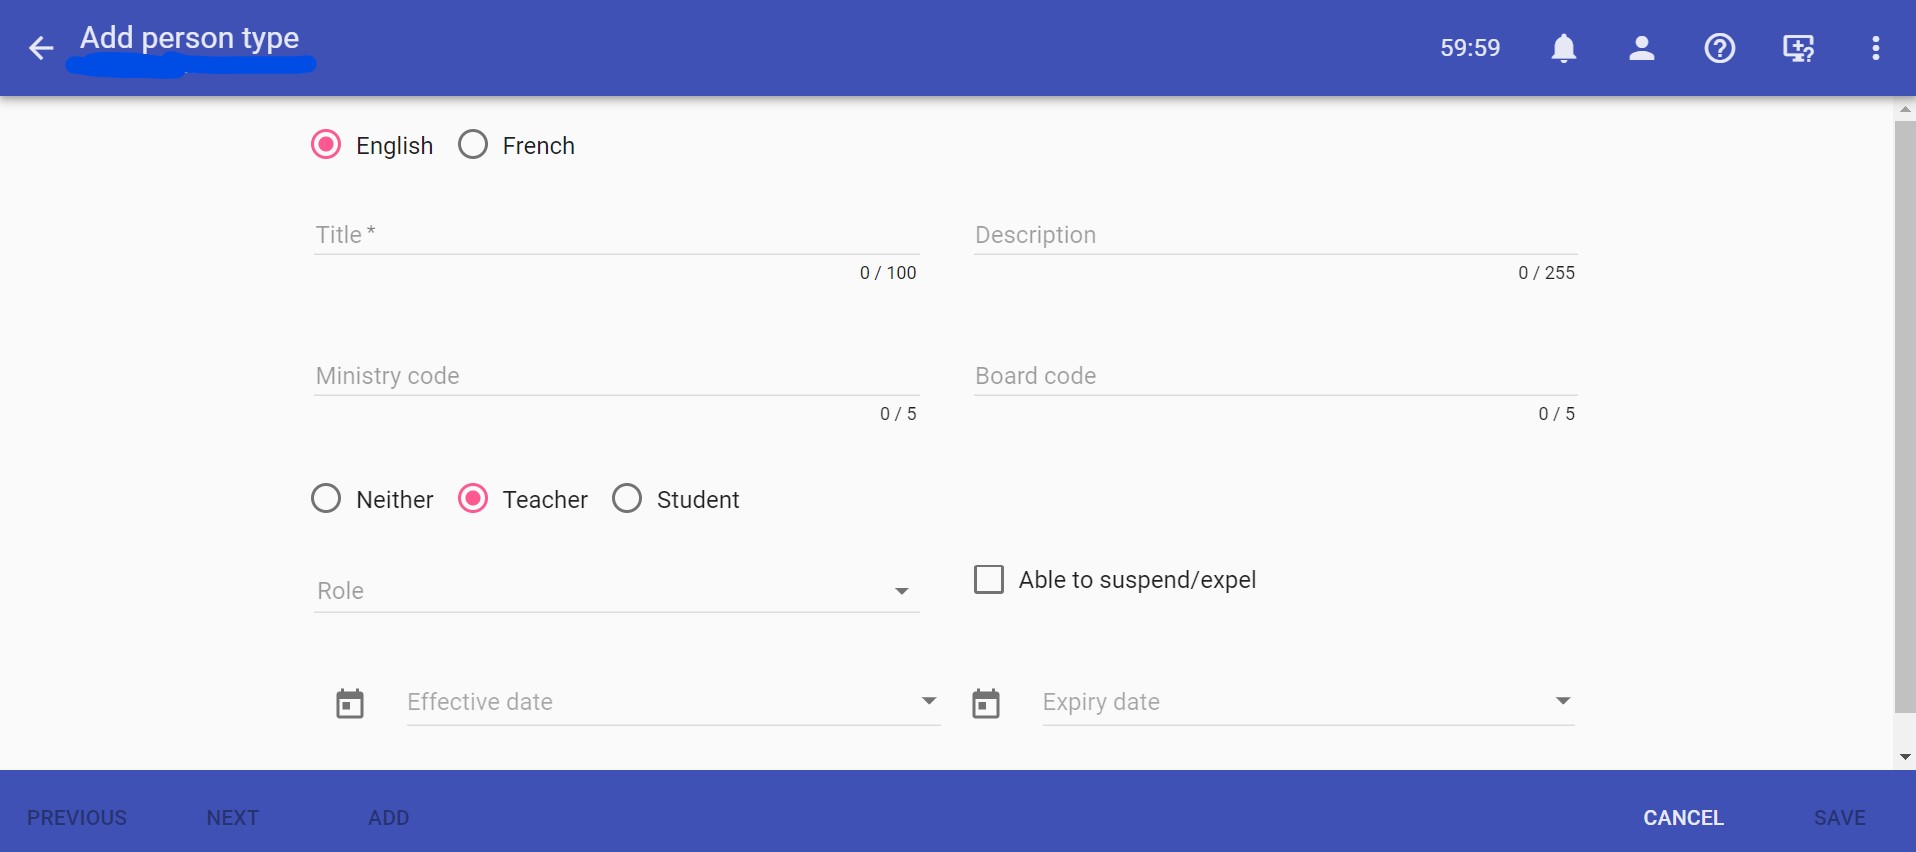 Add person type
59:59
English French
Title *
Description
0 / 100
0 / 255
Ministry code
Board code
0 / 5
0 / 5
Neither Teacher Student
Role
Able to suspend/expel
Effective date
Expiry date
PREVIOUS NEXT ADD CANCEL SAVE